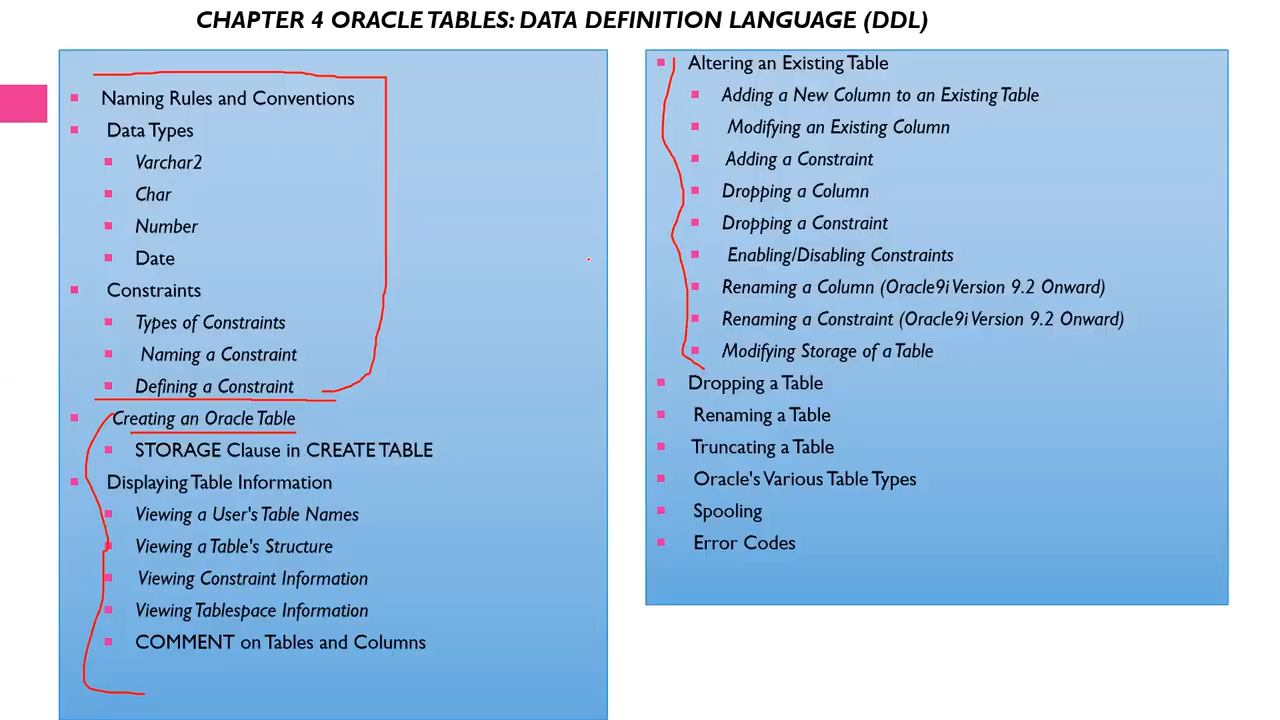 CHAPTER 4 ORACLE TABLES: DATA DEFINITION LANGUAGE (DDL)
Naming Rules and Conventions
Data Types
Varchar2
Char
Number
Date
Constraints
Types of Constraints
Naming a Constraint
Defining a Constraint
Creating an Oracle Table
STORAGE Clause in CREATE TABLE
Displaying Table Information
Viewing a User's Table Names
Viewing a Table's Structure
Viewing Constraint Information
Viewing Tablespace Information
COMMENT on Tables and Columns
Altering an Existing Table
Adding a New Column to an Existing Table
Modifying an Existing Column
Adding a Constraint
Dropping a Column
Dropping a Constraint
Enabling/Disabling Constraints
Renaming a Column (Oracle9i Version 9.2 Onward)
Renaming a Constraint (Oracle9i Version 9.2 Onward)
Modifying Storage of a Table
Dropping a Table
Renaming a Table
Truncating a Table
Oracle's Various Table Types
Spooling
Error Codes